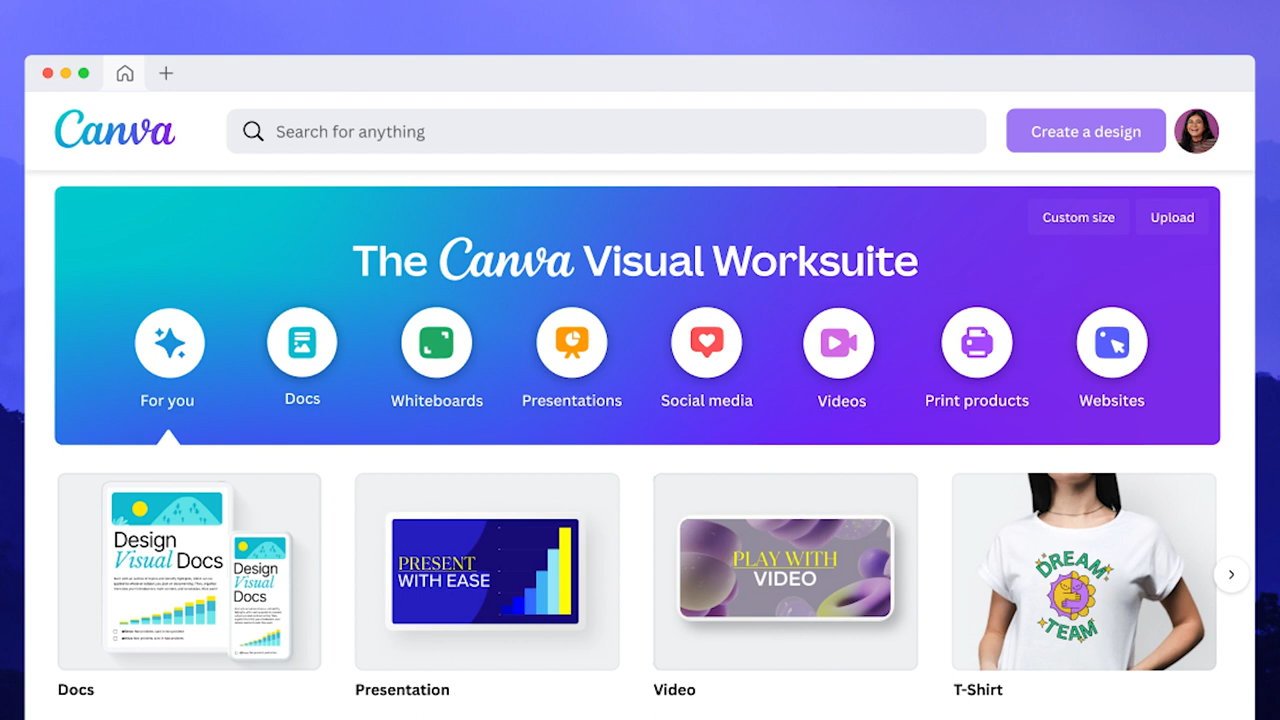 Canva
Search for anything
Create a design
Custom size
Upload
The Canva Visual Worksuite
For you
Docs
Whiteboards
Presentations
Social media
Videos
Print products
Websites
Design
Visual Docs
Design
Visual
Docs
PRESENT
WITH EASE
PLAY WITH
VIDEO
DREAM
TEAM
Docs
Presentation
Video
T-Shirt